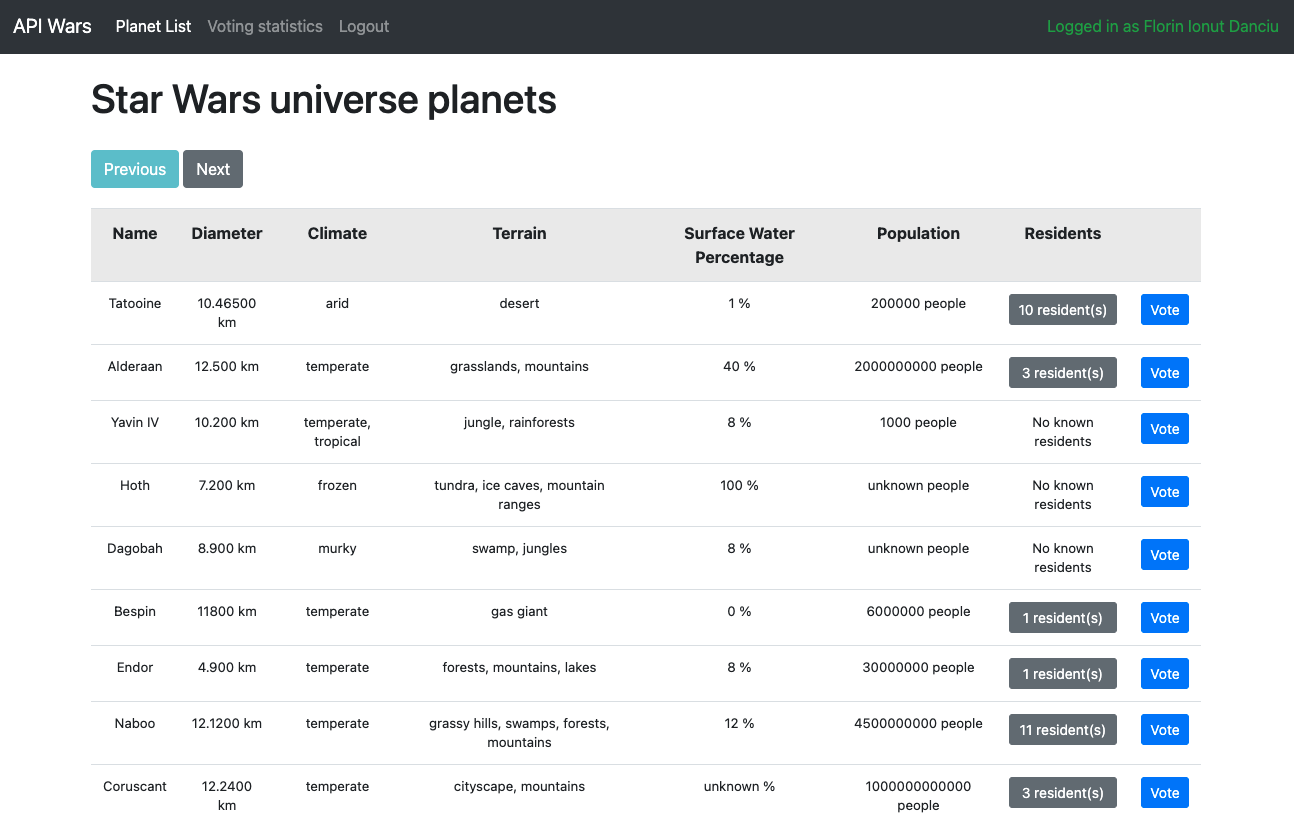 API Wars Planet List Voting statistics Logout Logged in as Florin Ionut Danciu
Star Wars universe planets
Previous Next
Name Diameter Climate Terrain Surface Water Population Residents
Percentage
Tatooine 10.46500 arid desert 1 % 200000 people 10 resident(s) Vote
km
Alderaan 12.500 km temperate grasslands, mountains 40 % 2000000000 people 3 resident(s) Vote
Yavin IV 10.200 km temperate, jungle, rainforests 8 % 1000 people No known Vote
tropical residents
Hoth 7.200 km frozen tundra, ice caves, mountain 100 % unknown people No known Vote
ranges residents
Dagobah 8.900 km murky swamp, jungles 8 % unknown people No known Vote
residents
Bespin 11800 km temperate gas giant 0 % 6000000 people 1 resident(s) Vote
Endor 4.900 km temperate forests, mountains, lakes 8 % 30000000 people 1 resident(s) Vote
Naboo 12.1200 km temperate grassy hills, swamps, forests, 12 % 4500000000 people 11 resident(s) Vote
mountains
Coruscant 12.2400 temperate cityscape, mountains unknown % 1000000000000 3 resident(s) Vote
km people